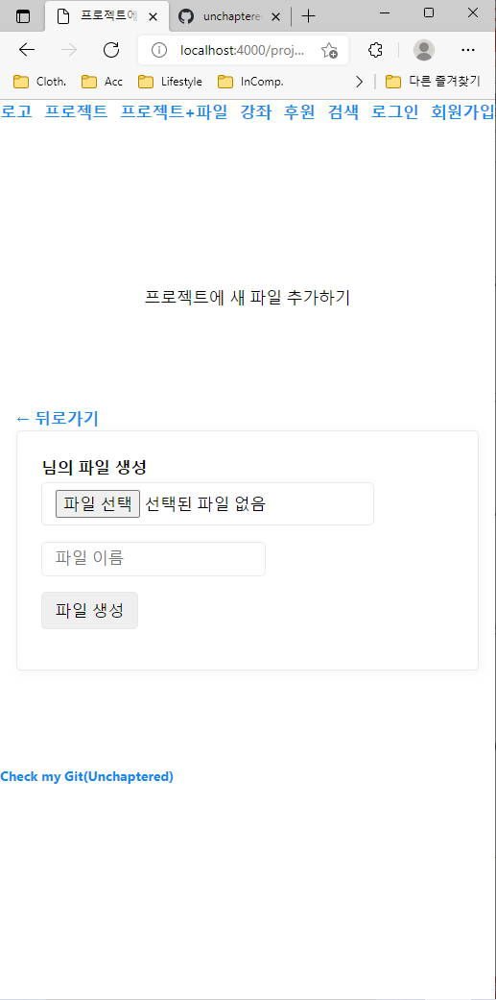 프로젝트에
unchaptere
localhost:4000/proj...
Cloth. Acc Lifestyle InComp. 다른 즐겨찾기
로고 프로젝트 프로젝트+파일 강좌 후원 검색 로그인 회원가입
프로젝트에 새 파일 추가하기
← 뒤로가기
님의 파일 생성
파일 선택 선택된 파일 없음
파일 이름
파일 생성
Check my Git(Unchaptered)